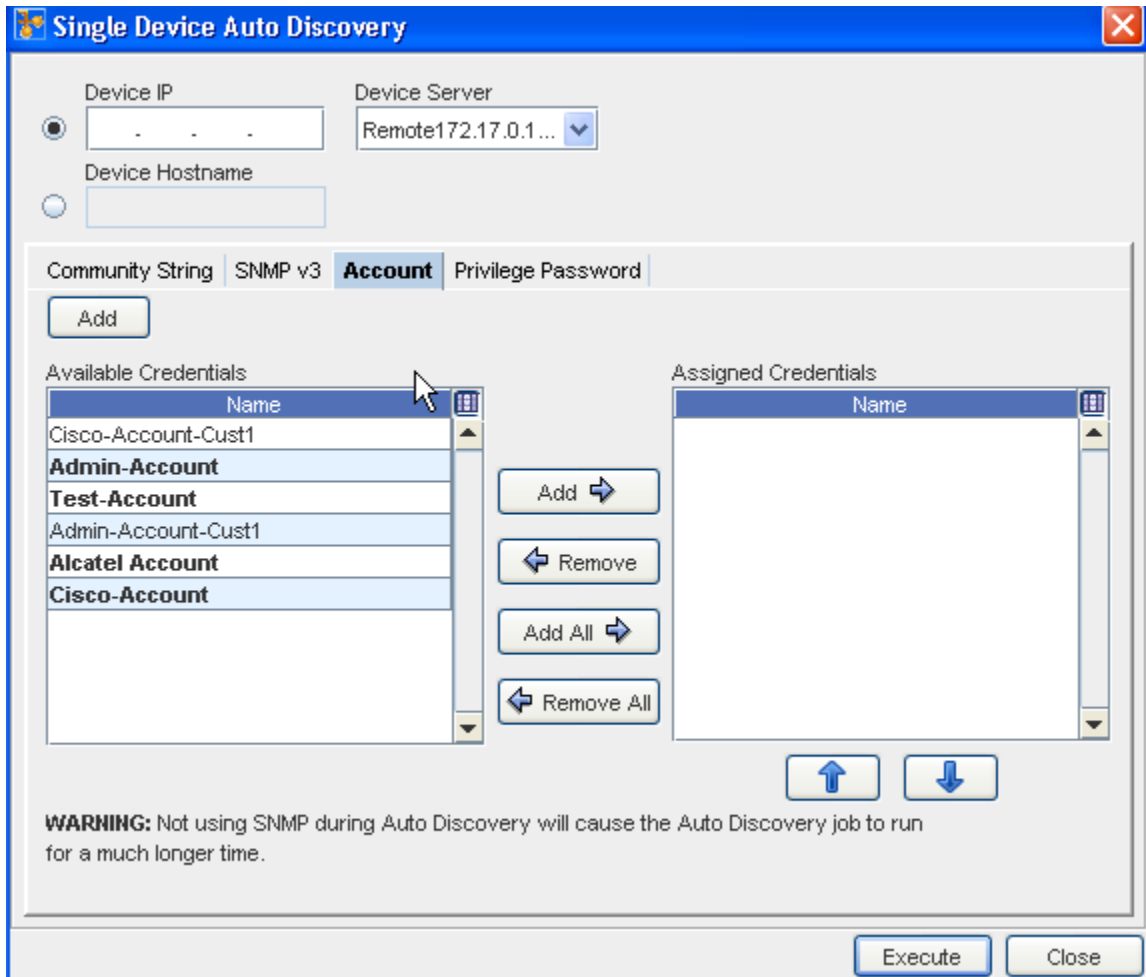 Single Device Auto Discovery
Device IP Device Server
. . . Remote172.17.0.1...
Device Hostname
Community String SNMP v3 Account Privilege Password
Add
Available Credentials Assigned Credentials
Name Name
Cisco-Account-Cust1
Admin-Account
Test-Account
Admin-Account-Cust1
Alcatel Account
Cisco-Account
Add
Remove
Add All
Remove All
WARNING: Not using SNMP during Auto Discovery will cause the Auto Discovery job to run
for a much longer time.
Execute Close